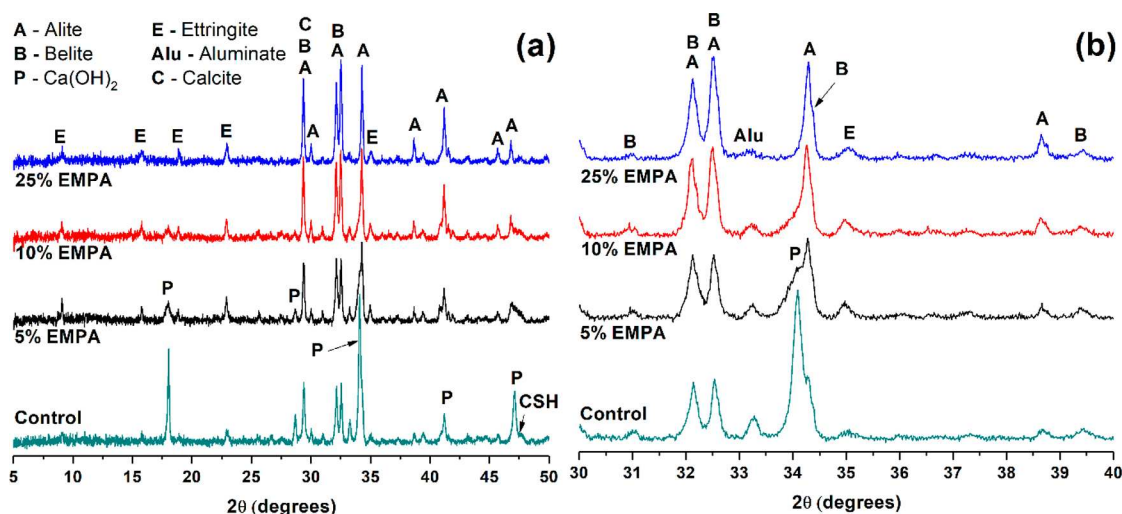 A - Alite
B - Belite
P - Ca(OH)2
E - Ettringite
Alu - Aluminate
C - Calcite
(a)
C
B
A
B
A
A
E
E
E
E
A
E
A
A
A
A
25% EMPA
10% EMPA
P
P
5% EMPA
P
P
P
CSH
Control
5 10 15 20 25 30 35 40 45 50
2θ (degrees)
(b)
B
A
B
A
A
B
B
Alu
E
A
B
25% EMPA
10% EMPA
P
5% EMPA
Control
30 31 32 33 34 35 36 37 38 39 40
2θ (degrees)